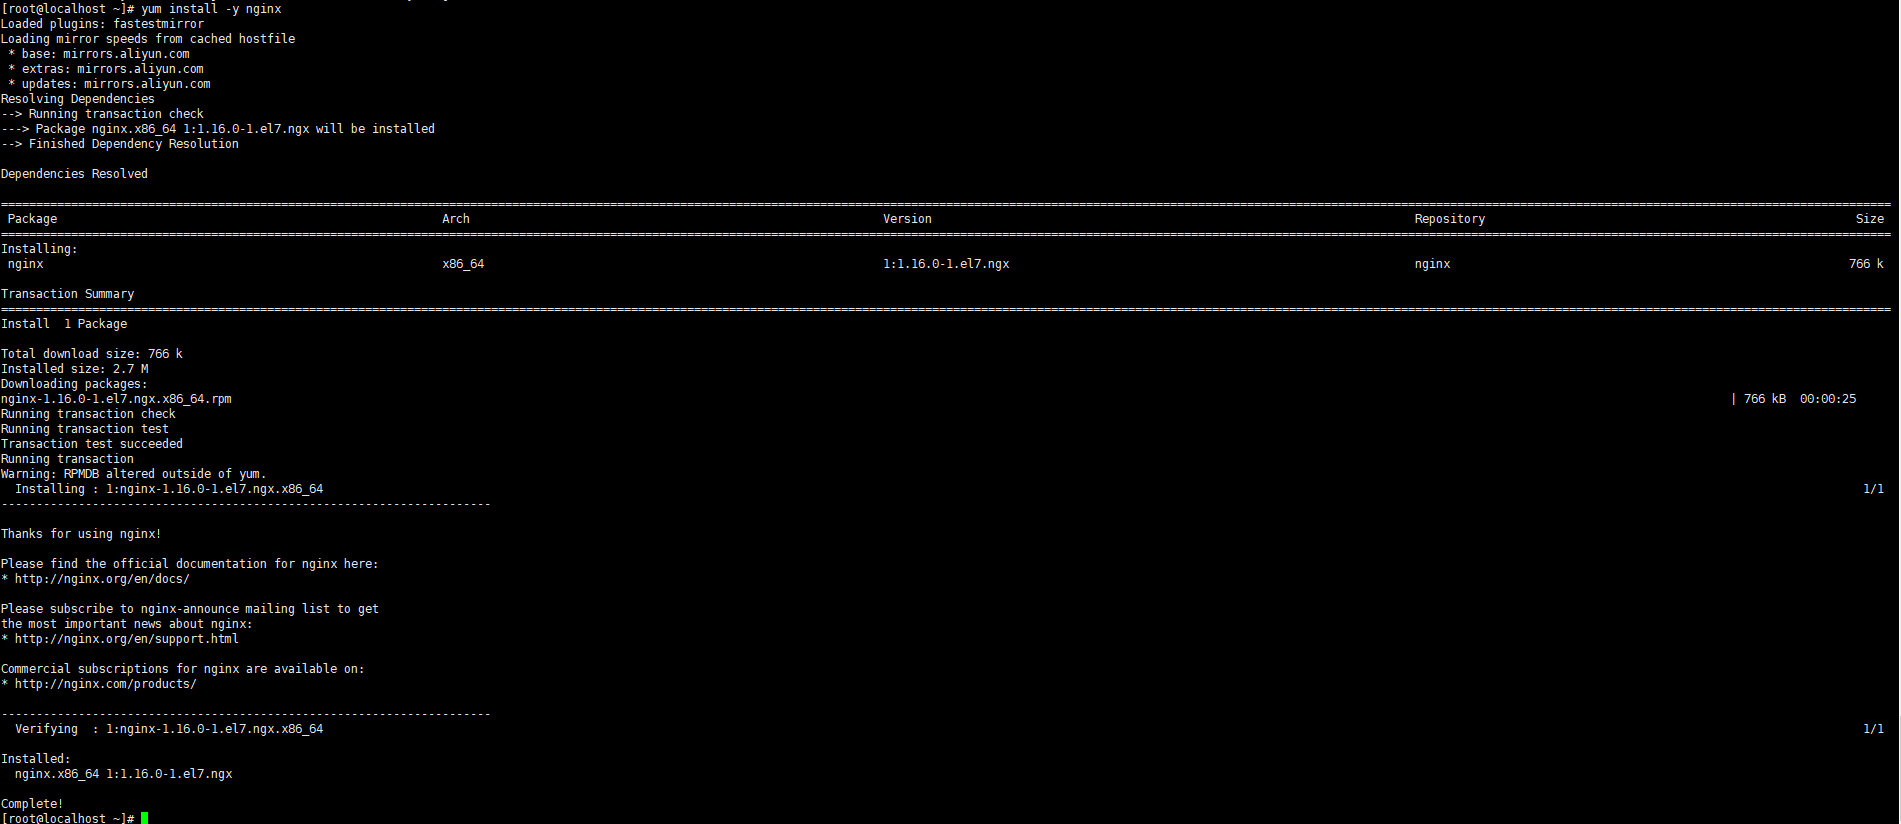 [root@localhost ~]# yum install -y nginx
Loaded plugins: fastestmirror
Loading mirror speeds from cached hostfile
 * base: mirrors.aliyun.com
 * extras: mirrors.aliyun.com
 * updates: mirrors.aliyun.com
Resolving Dependencies
--> Running transaction check
---> Package nginx.x86_64 1:1.16.0-1.el7.ngx will be installed
--> Finished Dependency Resolution
Dependencies Resolved
Package Arch Version Repository Size
Installing:
nginx x86_64 1:1.16.0-1.el7.ngx nginx 766 k
Transaction Summary
Install  1 Package
Total download size: 766 k
Installed size: 2.7 M
Downloading packages:
nginx-1.16.0-1.el7.ngx.x86_64.rpm | 766 kB  00:00:25
Running transaction check
Running transaction test
Transaction test succeeded
Running transaction
Warning: RPMDB altered outside of yum.
  Installing : 1:nginx-1.16.0-1.el7.ngx.x86_64 1/1
----------------------------------------------------------------------
Thanks for using nginx!
Please find the official documentation for nginx here:
* http://nginx.org/en/docs/
Please subscribe to nginx-announce mailing list to get
the most important news about nginx:
* http://nginx.org/en/support.html
Commercial subscriptions for nginx are available on:
* http://nginx.com/products/
----------------------------------------------------------------------
  Verifying  : 1:nginx-1.16.0-1.el7.ngx.x86_64 1/1
Installed:
  nginx.x86_64 1:1.16.0-1.el7.ngx
Complete!
[root@localhost ~]#